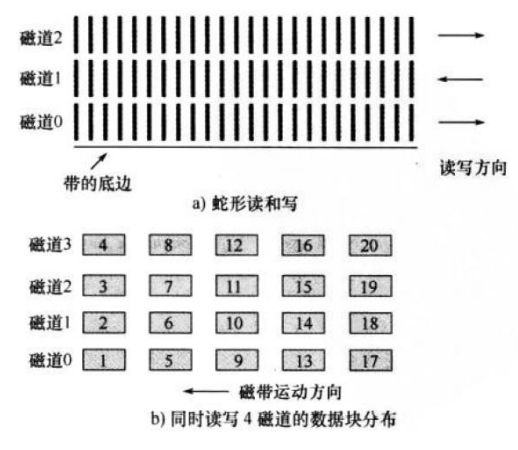 磁道2
磁道1
磁道0
带的底边
读写方向
a) 蛇形读和写
磁道3 4 8 12 16 20
磁道2 3 7 11 15 19
磁道1 2 6 10 14 18
磁道0 1 5 9 13 17
磁带运动方向
b) 同时读写 4 磁道的数据块分布